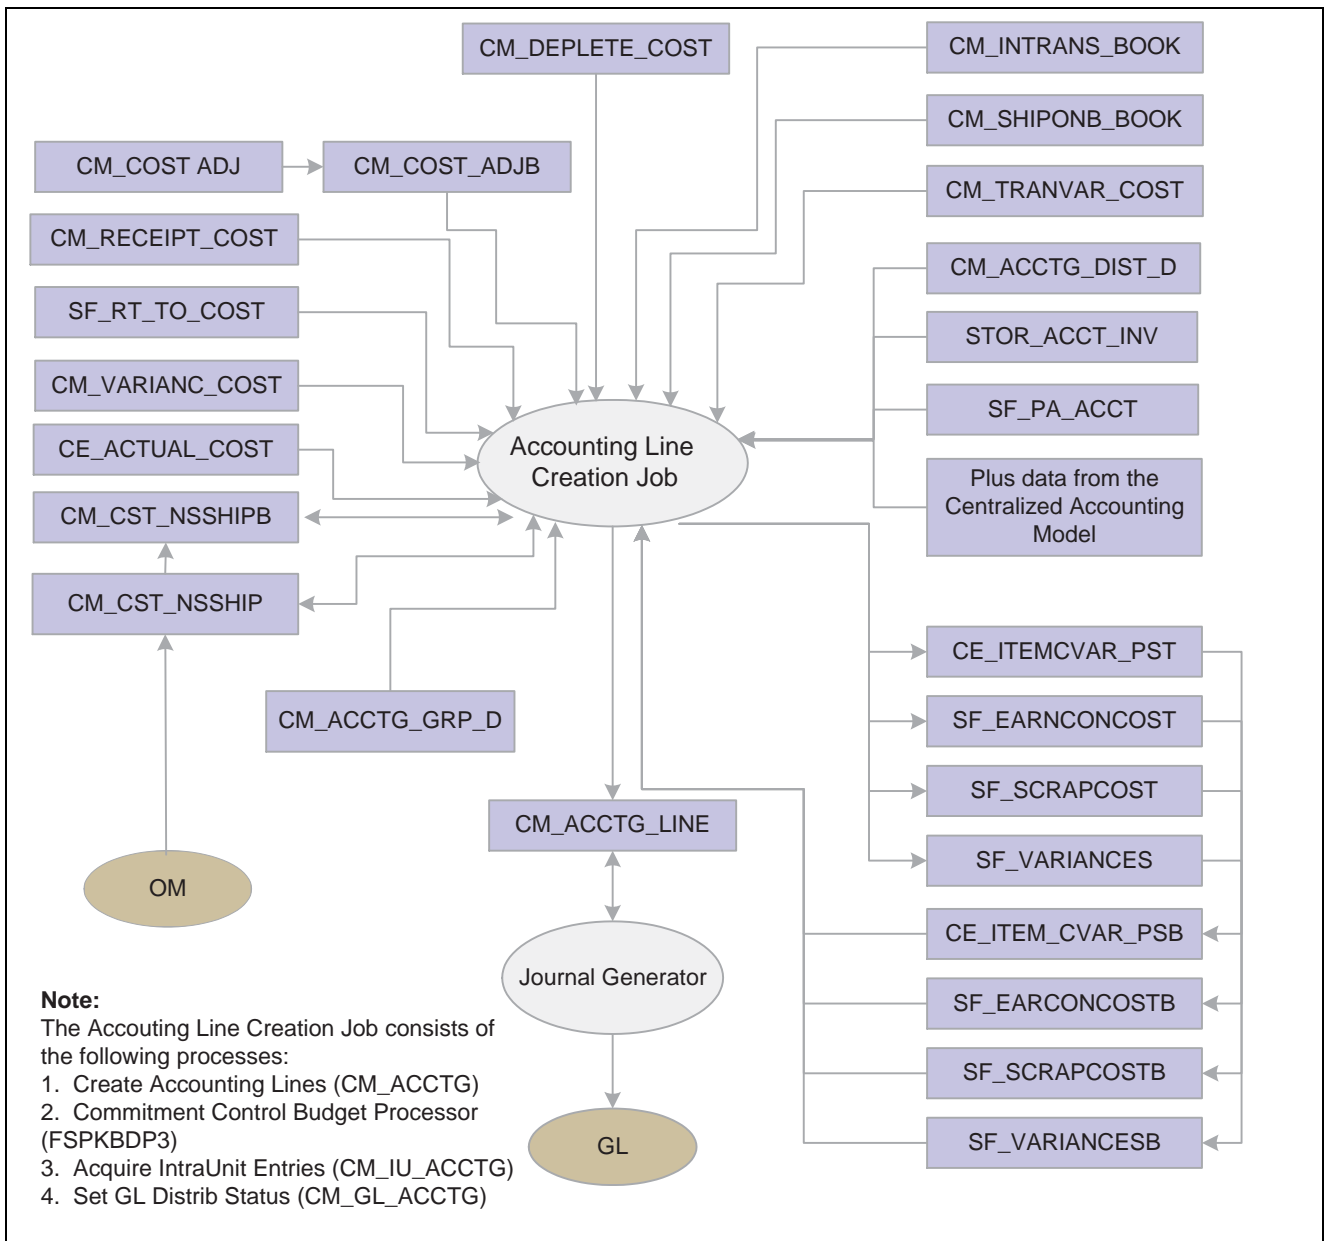 CM_DEPLETE_COST
CM_INTRANS_BOOK
CM_SHIPONB_BOOK
CM_COST ADJ
CM_COST_ADJB
CM_TRANVAR_COST
CM_RECEIPT_COST
CM_ACCTG_DIST_D
SF_RT_TO_COST
STOR_ACCT_INV
CM_VARIANC_COST
SF_PA_ACCT
CE_ACTUAL_COST
Accounting Line
Creation Job
Plus data from the
Centralized Accounting
Model
CM_CST_NSSHIPB
CM_CST_NSSHIP
CE_ITEMCVAR_PST
CM_ACCTG_GRP_D
SF_EARNCONCOST
SF_SCRAPCOST
CM_ACCTG_LINE
SF_VARIANCES
OM
CE_ITEM_CVAR_PSB
Journal Generator
SF_EARCONCOSTB
SF_SCRAPCOSTB
SF_VARIANCESB
GL
Note:
The Accouting Line Creation Job consists of
the following processes:
1. Create Accounting Lines (CM_ACCTG)
2. Commitment Control Budget Processor
(FSPKBDP3)
3. Acquire IntraUnit Entries (CM_IU_ACCTG)
4. Set GL Distrib Status (CM_GL_ACCTG)